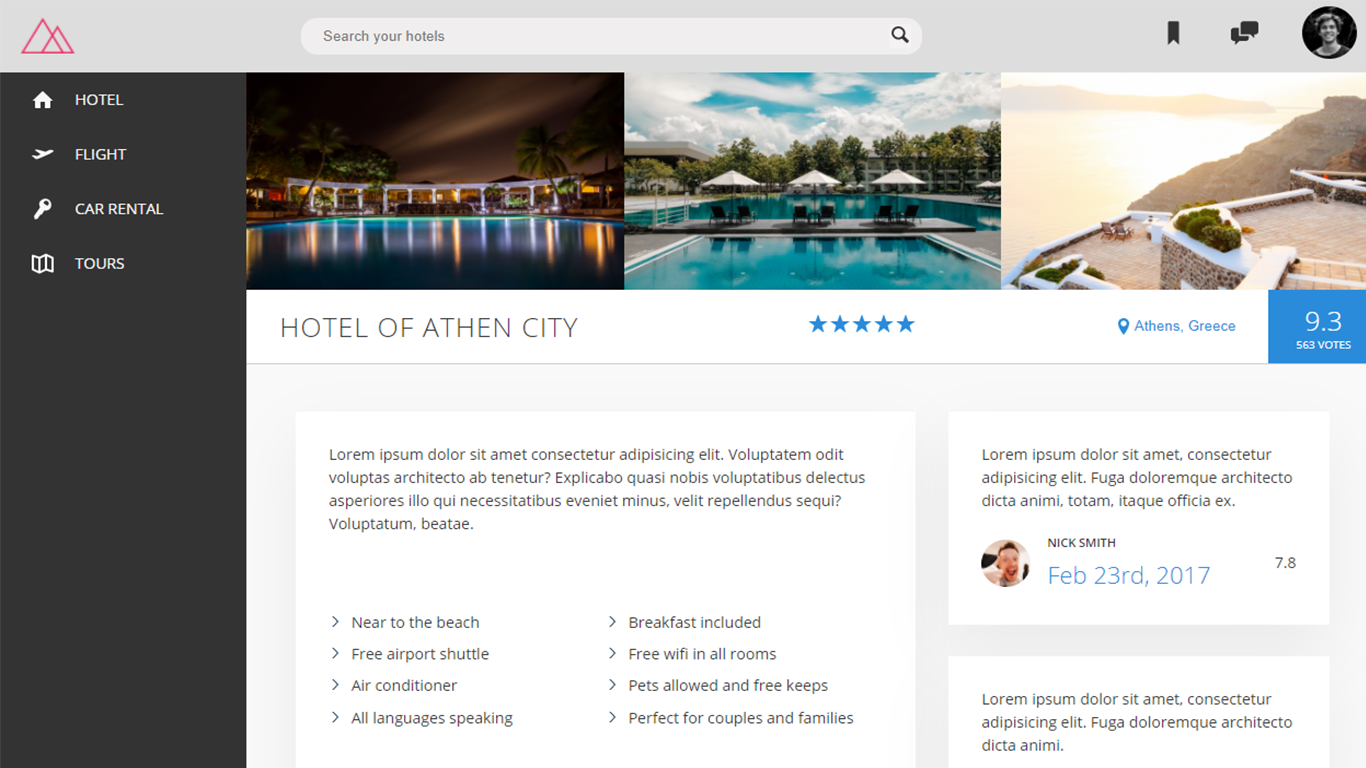 Search your hotels
HOTEL
FLIGHT
CAR RENTAL
TOURS
HOTEL OF ATHEN CITY
Athens, Greece
9.3
563 VOTES
Lorem ipsum dolor sit amet consectetur adipisicing elit. Voluptatem odit
voluptas architecto ab tenetur? Explicabo quasi nobis voluptatibus delectus
asperiores illo qui necessitatibus eveniet minus, velit repellendus sequi?
Voluptatum, beatae.
Near to the beach
Free airport shuttle
Air conditioner
All languages speaking
Breakfast included
Free wifi in all rooms
Pets allowed and free keeps
Perfect for couples and families
Lorem ipsum dolor sit amet, consectetur
adipisicing elit. Fuga doloremque architecto
dicta animi, totam, itaque officia ex.
NICK SMITH
Feb 23rd, 2017
7.8
Lorem ipsum dolor sit amet, consectetur
adipisicing elit. Fuga doloremque architecto
dicta animi.